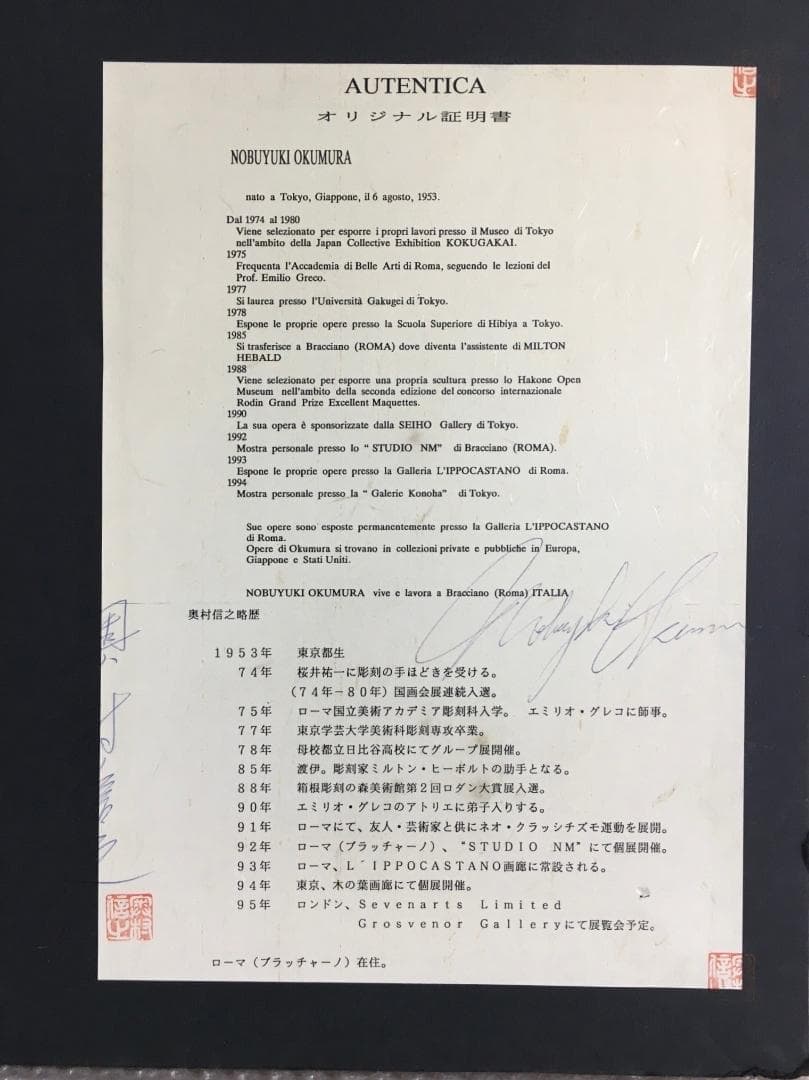 AUTENTICA
オリジナル証明書
NOBUYUKI OKUMURA
nato a Tokyo, Giappone, il 6 agosto, 1953.
Dal 1974 al 1980
Viene selezionato per esporre i propri lavori presso il Museo di Tokyo
nell'ambito della Japan Collective Exhibition KOKUGAKAI.
1975
Frequenta l'Accademia di Belle Arti di Roma, seguendo le lezioni del
Prof. Emilio Greco.
1977
Si laurea presso l'Università Gakugei di Tokyo.
1978
Espone le proprie opere presso la Scuola Superiore di Hibiya a Tokyo.
1985
Si trasferisce a Bracciano (ROMA) dove diventa l'assistente di MILTON
HEBALD
1988
Viene selezionato per esporre una propria scultura presso lo Hakone Open
Museum nell'ambito della seconda edizione del concorso internazionale
Rodin Grand Prize Excellent Maquettes.
1990
La sua opera è sponsorizzate dalla SEIHO Gallery di Tokyo.
1992
Mostra personale presso lo “ STUDIO NM” di Bracciano (ROMA).
1993
Espone le proprie opere presso la Galleria L'IPPOCASTANO di Roma.
1994
Mostra personale presso la “ Galerie Konoha” di Tokyo.
Sue opere sono esposte permanentemente presso la Galleria L'IPPOCASTANO
di Roma.
Opere di Okumura si trovano in collezioni private e pubbliche in Europa,
Giappone e Stati Uniti.
NOBUYUKI OKUMURA vive e lavora a Bracciano (Roma) ITALIA
Nobuyuki Okumura
奥村信之略歴
1953年 東京都生
74年 桜井祐一に彫刻の手ほどきを受ける。
（74年－80年）国画会展連続入選。
75年 ローマ国立美術アカデミア彫刻科入学。 エミリオ・グレコに師事。
77年 東京学芸大学美術科彫刻専攻卒業。
78年 母校都立日比谷高校にてグループ展開催。
85年 渡伊。彫刻家ミルトン・ヒーボルトの助手となる。
88年 箱根彫刻の森美術館第2回ロダン大賞展入選。
90年 エミリオ・グレコのアトリエに弟子入りする。
91年 ローマにて、友人・芸術家と供にネオ・クラッシチズモ運動を展開。
92年 ローマ（ブラッチャーノ）、“STUDIO NM”にて個展開催。
93年 ローマ、L´IPPOCASTANO画廊に常設される。
94年 東京、木の葉画廊にて個展開催。
95年 ロンドン、Sevenarts Limited
Grosvenor Galleryにて展覧会予定。
ローマ（ブラッチャーノ）在住。